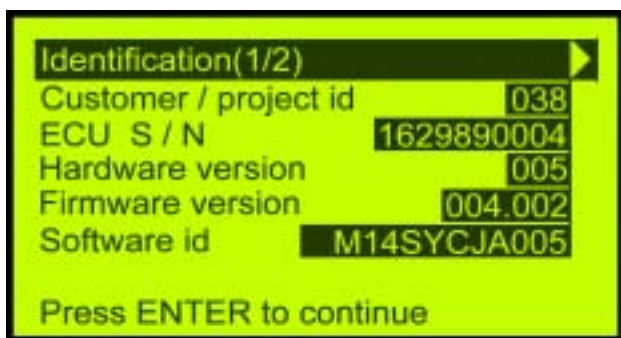 Identification(1/2)
Customer / project id 038
ECU S / N 1629890004
Hardware version 005
Firmware version 004.002
Software id M14SYCJA005
Press ENTER to continue